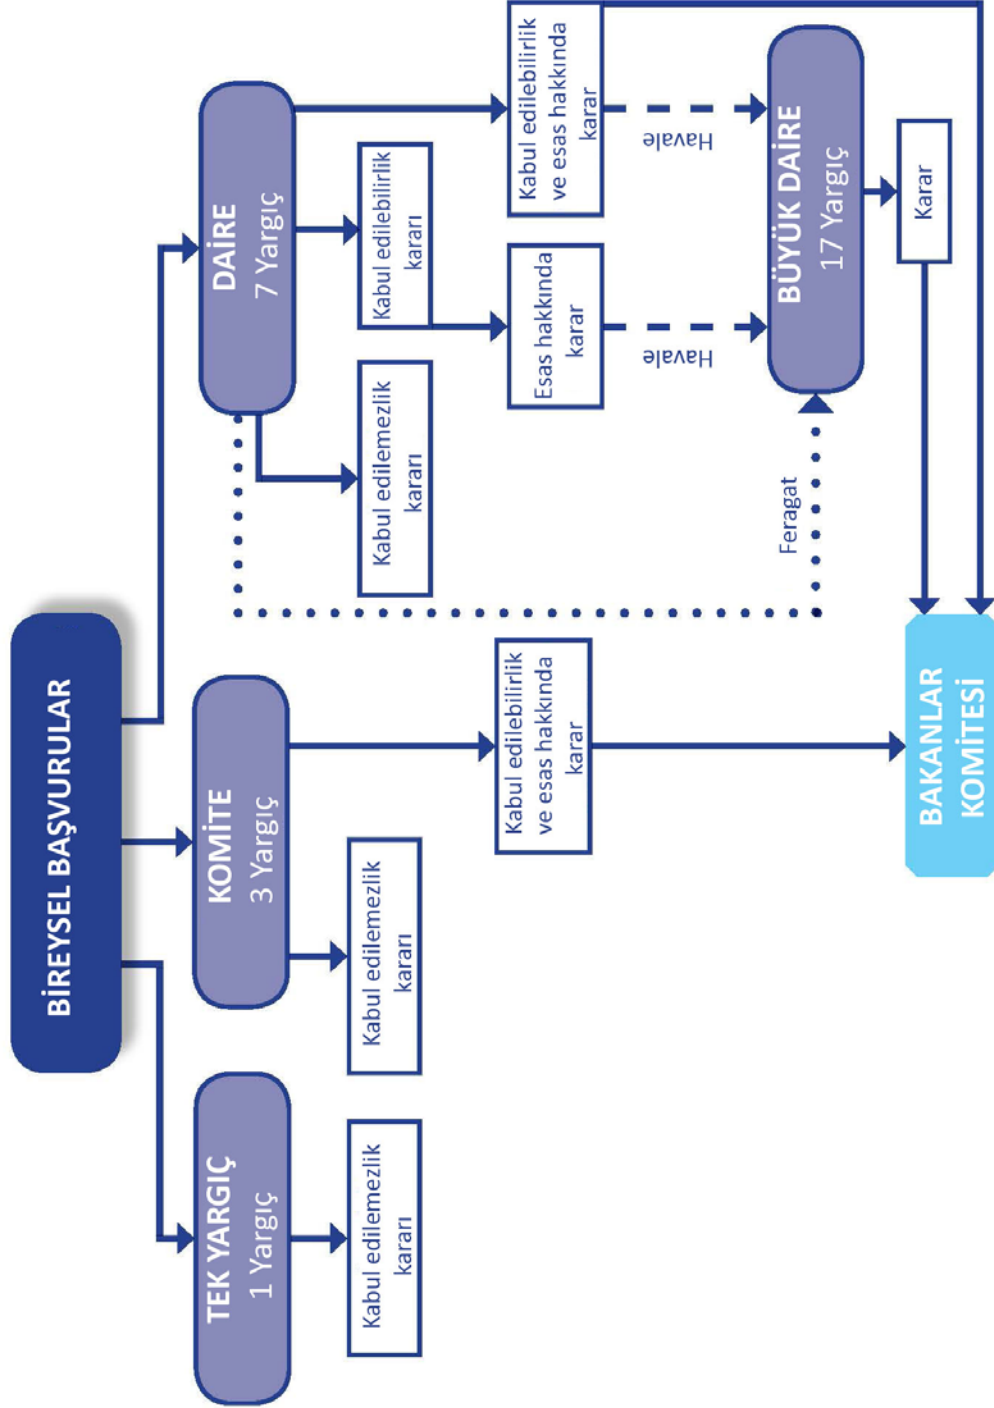 BİREYSEL BAŞVURULAR
TEK YARGIÇ
1 Yargıç
KOMİTE
3 Yargıç
DAİRE
7 Yargıç
Kabul edilemezlik
kararı
Kabul edilemezlik
kararı
Kabul edilemezlik
kararı
Kabul edilebilirlik
kararı
Kabul edilebilirlik
ve esas hakkında
karar
Esas hakkında
karar
Kabul edilebilirlik
ve esas hakkında
karar
Havale
Havale
Feragat
BÜYÜK DAİRE
17 Yargıç
Karar
BAKANLAR
KOMİTESİ